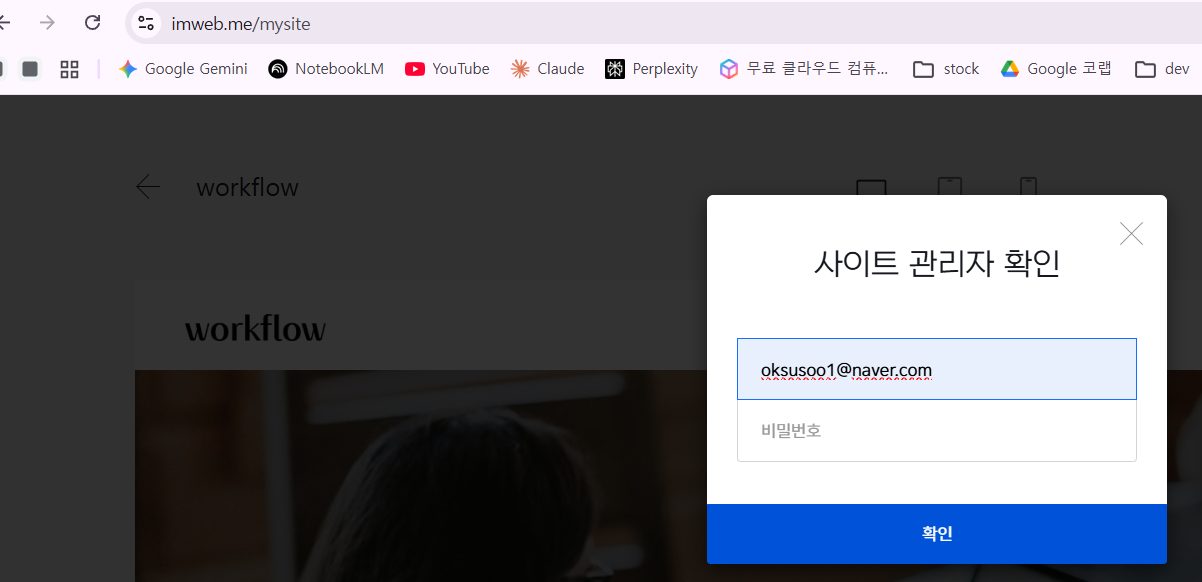 imweb.me/mysite
Google Gemini NotebookLM YouTube Claude Perplexity 무료 클라우드 컴퓨... stock Google 코랩 dev
workflow
사이트 관리자 확인
workflow
oksusoo1@naver.com
비밀번호
확인